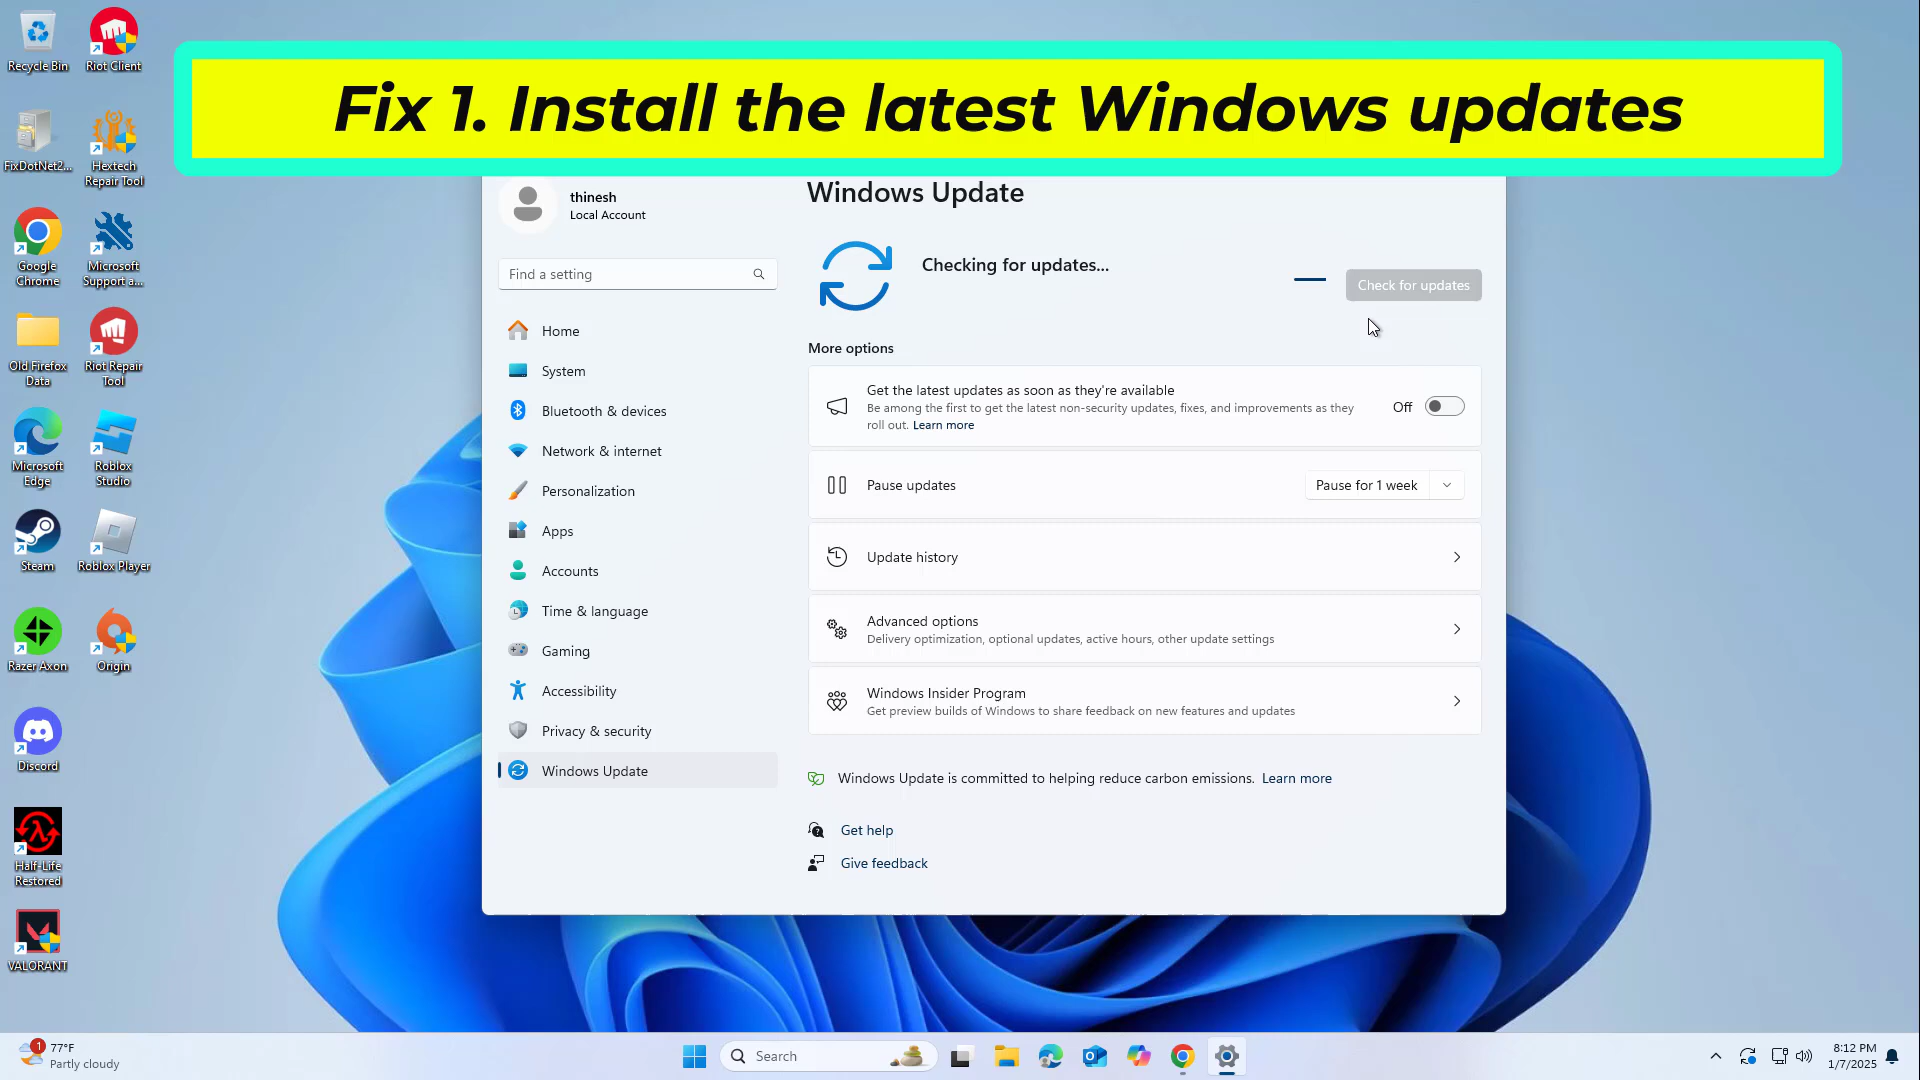 Fix 1. Install the latest Windows updates
Recycle Bin
Riot Client
FixDotNet2...
Hextech
Repair Tool
Google
Chrome
Microsoft
Support a...
Old Firefox
Data
Riot Repair
Tool
Microsoft
Edge
Roblox
Studio
Steam
Roblox Player
Razer Axon
Origin
Discord
Half-Life
Restored
VALORANT
thinesh
Local Account
Find a setting
Home
System
Bluetooth & devices
Network & internet
Personalization
Apps
Accounts
Time & language
Gaming
Accessibility
Privacy & security
Windows Update
Windows Update
Checking for updates...
Check for updates
More options
Get the latest updates as soon as they're available
Be among the first to get the latest non-security updates, fixes, and improvements as they
roll out. Learn more
Off
Pause updates
Pause for 1 week
Update history
Advanced options
Delivery optimization, optional updates, active hours, other update settings
Windows Insider Program
Get preview builds of Windows to share feedback on new features and updates
Windows Update is committed to helping reduce carbon emissions. Learn more
Get help
Give feedback
1
77°F
Partly cloudy
Search
8:12 PM
1/7/2025